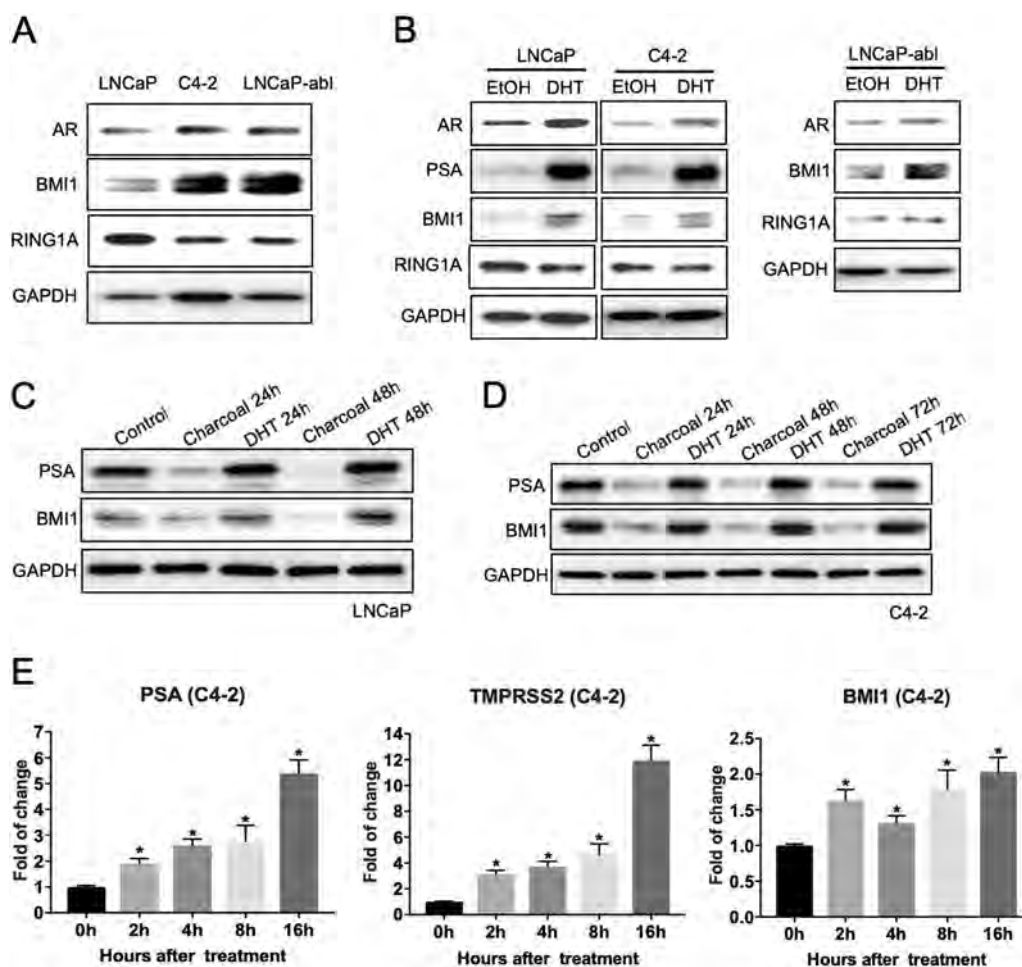 A
LNCaP C4-2 LNCaP-abl
AR
BMI1
RING1A
GAPDH
B
LNCaP C4-2
EtOH DHT EtOH DHT
AR
PSA
BMI1
RING1A
GAPDH
LNCaP-abl
EtOH DHT
AR
BMI1
RING1A
GAPDH
C
Control Charcoal 24h DHT 24h Charcoal 48h DHT 48h
PSA
BMI1
GAPDH
LNCaP
D
Control Charcoal 24h DHT 24h Charcoal 48h DHT 48h Charcoal 72h DHT 72h
PSA
BMI1
GAPDH
C4-2
E
PSA (C4-2)
Fold of change
7
6
5
4
3
2
1
0
* * * *
0h 2h 4h 8h 16h
Hours after treatment
TMPRSS2 (C4-2)
Fold of change
14
12
10
8
6
4
2
0
* * * *
0h 2h 4h 8h 16h
Hours after treatment
BMI1 (C4-2)
Fold of change
2.5
2.0
1.5
1.0
0.5
0.0
* * * *
0h 2h 4h 8h 16h
Hours after treatment